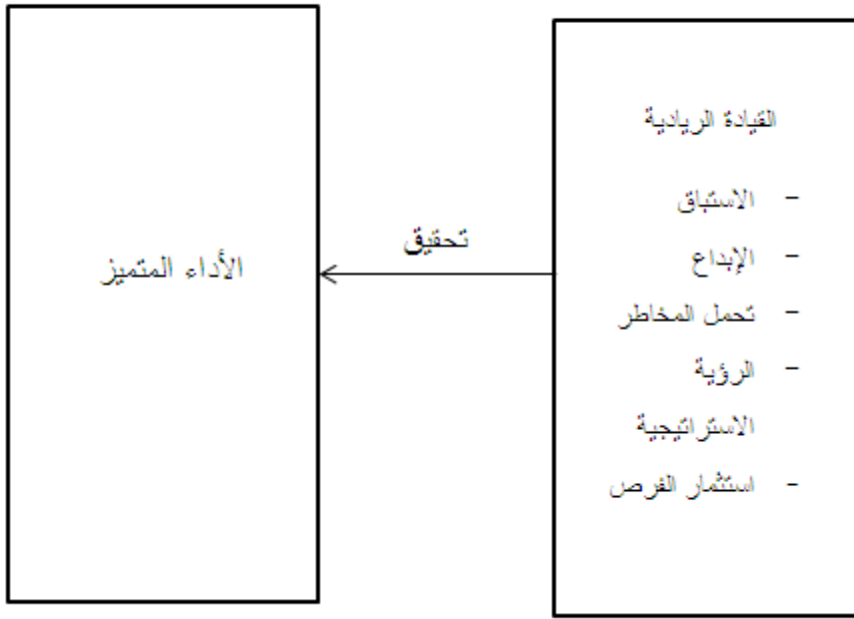 القيادة الريادية
- الاستباق
- الإبداع
- تحمل المخاطر
- الرؤية
الاستراتيجية
- استثمار الفرص
تحقيق
الأداء المتميز